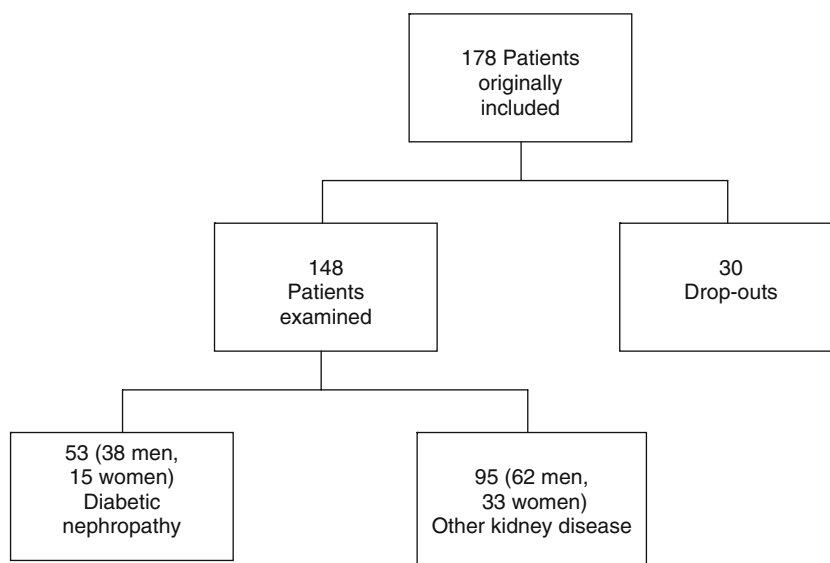 178 Patients
originally
included
148
Patients
examined
30
Drop-outs
53 (38 men,
15 women)
Diabetic
nephropathy
95 (62 men,
33 women)
Other kidney disease